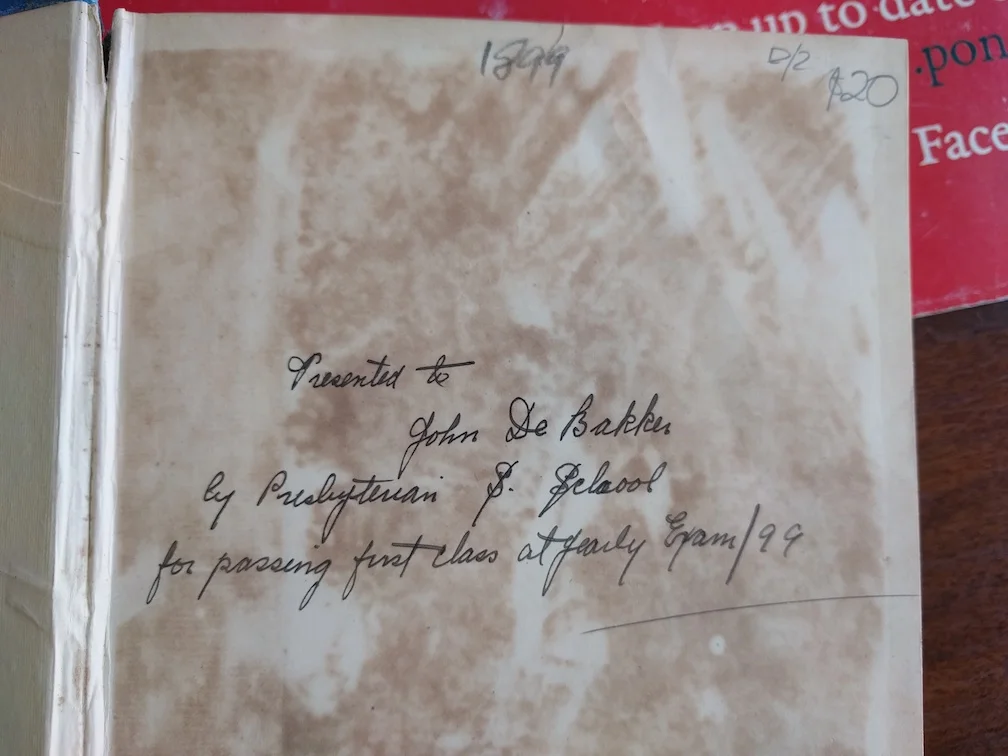 1899
D/2
$20
Presented to
John De Bakker
by Presbyterian S. School
for passing first class at yearly Exam/99
up to date
.pon
Face